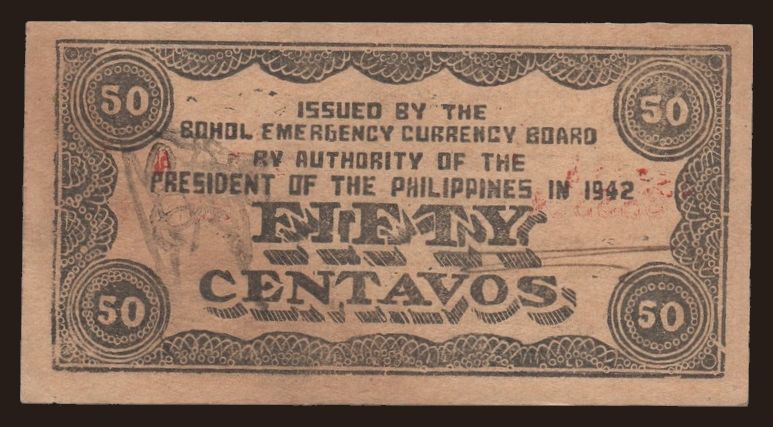 50 50
ISSUED BY THE
BOHOL EMERGENCY CURRENCY BOARD
BY AUTHORITY OF THE
PRESIDENT OF THE PHILIPPINES IN 1942
FIFTY
CENTAVOS
50 50